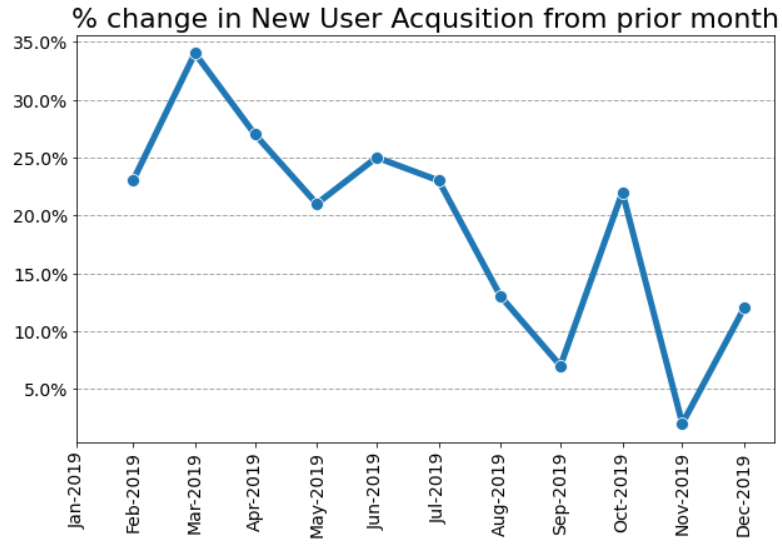 % change in New User Acqusition from prior month
35.0%
30.0%
25.0%
20.0%
15.0%
10.0%
5.0%
Jan-2019
Feb-2019
Mar-2019
Apr-2019
May-2019
Jun-2019
Jul-2019
Aug-2019
Sep-2019
Oct-2019
Nov-2019
Dec-2019